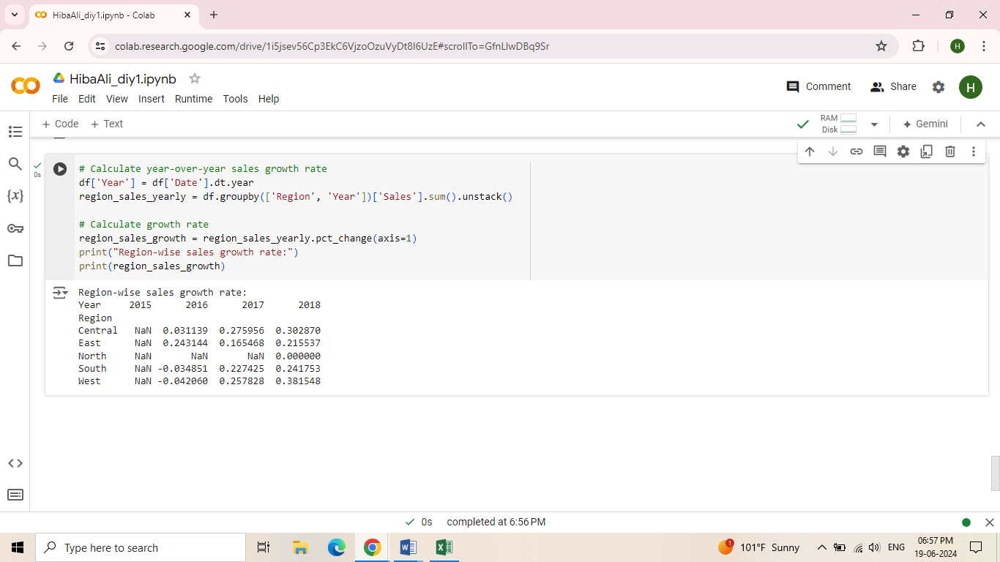 HibaAli_diy1.ipynb - Colab
colab.research.google.com/drive/1i5jsev56Cp3EkC6VjzoOzuVyDt8l6UzE#scrollTo=GfnLlwDBq9Sr
H
HibaAli_diy1.ipynb
File Edit View Insert Runtime Tools Help
Comment
Share
H
+ Code + Text
RAM
Disk
Gemini
0s
# Calculate year-over-year sales growth rate
df['Year'] = df['Date'].dt.year
region_sales_yearly = df.groupby(['Region', 'Year'])['Sales'].sum().unstack()
# Calculate growth rate
region_sales_growth = region_sales_yearly.pct_change(axis=1)
print("Region-wise sales growth rate:")
print(region_sales_growth)
{x}
Region-wise sales growth rate:
Year 2015 2016 2017 2018
Region
Central NaN 0.031139 0.275956 0.302870
East NaN 0.243144 0.165468 0.215537
North NaN NaN NaN 0.000000
South NaN -0.034851 0.227425 0.241753
West NaN -0.042060 0.257828 0.381548
0s completed at 6:56 PM
Type here to search
1
101°F Sunny
ENG
06:57 PM
19-06-2024